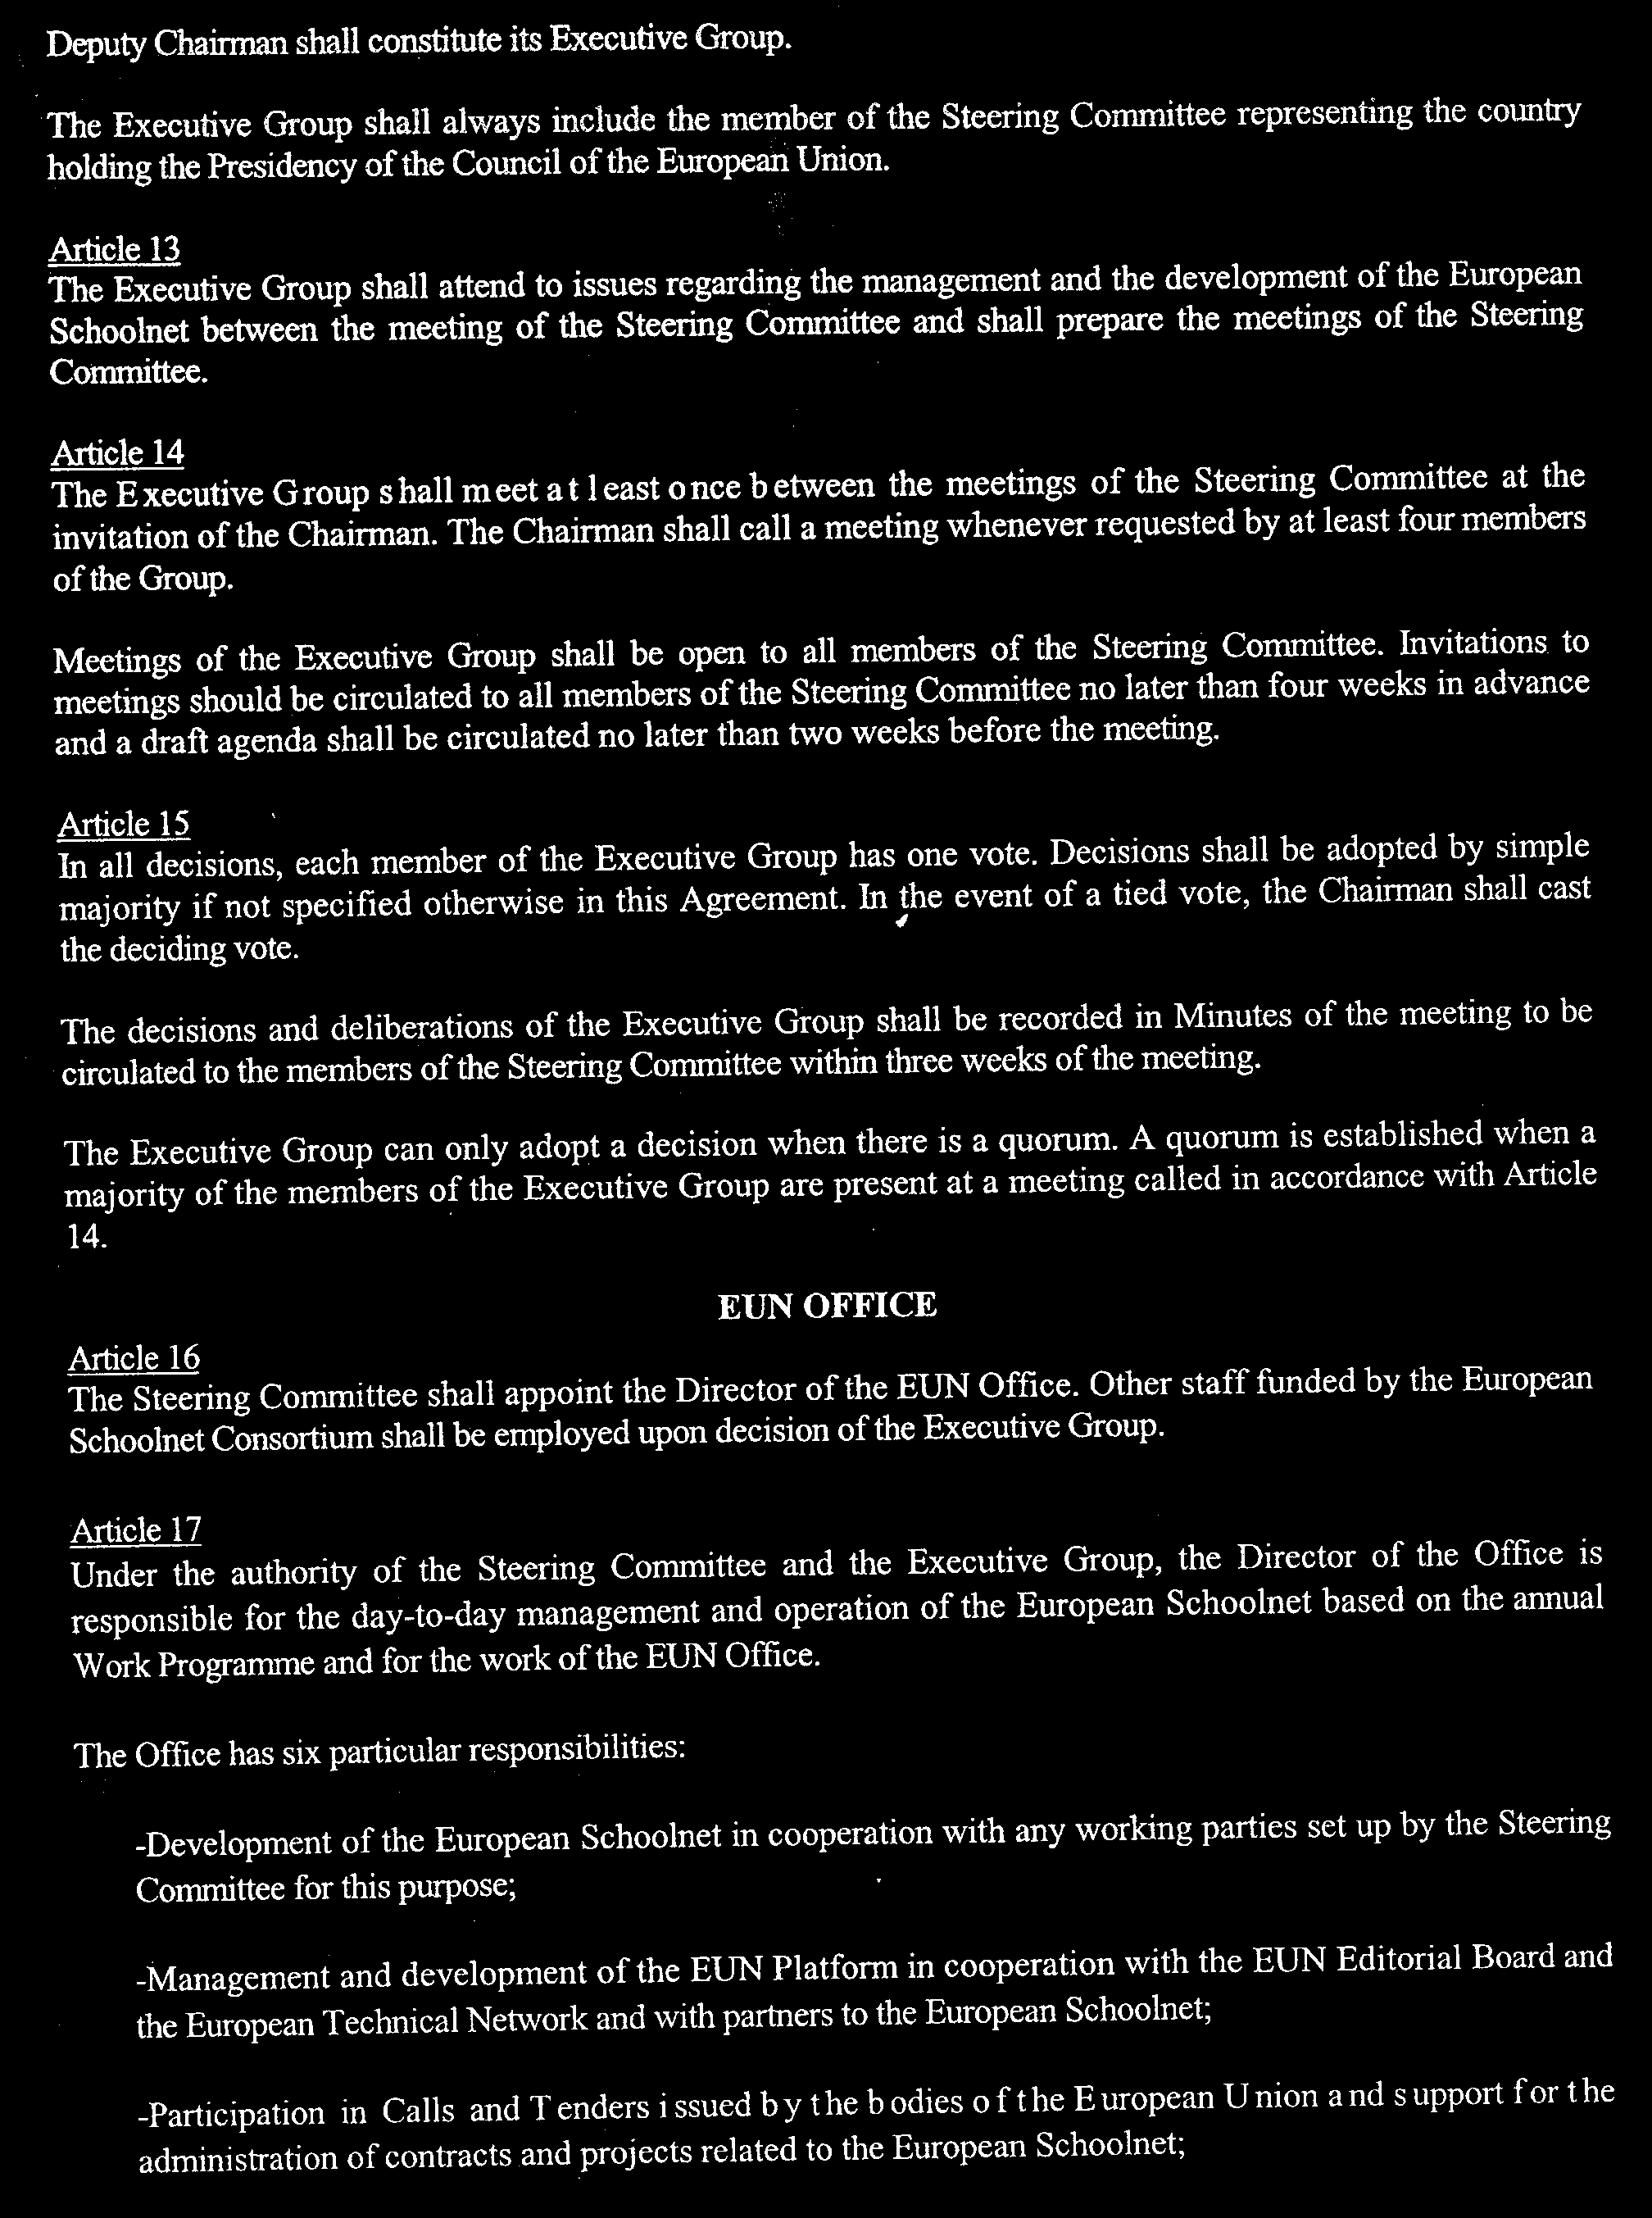 Deputy Chairman shall constitute its Executive Group.
The Executive Group shall always include the member of the Steering Committee representing the country
holding the Presidency of the Council of the European Union.
Article 13
The Executive Group shall attend to issues regarding the management and the development of the European
Schoolnet between the meeting of the Steering Committee and shall prepare the meetings of the Steering
Committee.
Article 14
The Executive Group shall meet at least once between the meetings of the Steering Committee at the
invitation of the Chairman. The Chairman shall call a meeting whenever requested by at least four members
of the Group.
Meetings of the Executive Group shall be open to all members of the Steering Committee. Invitations to
meetings should be circulated to all members of the Steering Committee no later than four weeks in advance
and a draft agenda shall be circulated no later than two weeks before the meeting.
Article 15
In all decisions, each member of the Executive Group has one vote. Decisions shall be adopted by simple
majority if not specified otherwise in this Agreement. In the event of a tied vote, the Chairman shall cast
the deciding vote.
The decisions and deliberations of the Executive Group shall be recorded in Minutes of the meeting to be
circulated to the members of the Steering Committee within three weeks of the meeting.
The Executive Group can only adopt a decision when there is a quorum. A quorum is established when a
majority of the members of the Executive Group are present at a meeting called in accordance with Article
14.
EUN OFFICE
Article 16
The Steering Committee shall appoint the Director of the EUN Office. Other staff funded by the European
Schoolnet Consortium shall be employed upon decision of the Executive Group.
Article 17
Under the authority of the Steering Committee and the Executive Group, the Director of the Office is
responsible for the day-to-day management and operation of the European Schoolnet based on the annual
Work Programme and for the work of the EUN Office.
The Office has six particular responsibilities:
-Development of the European Schoolnet in cooperation with any working parties set up by the Steering
Committee for this purpose;
-Management and development of the EUN Platform in cooperation with the EUN Editorial Board and
the European Technical Network and with partners to the European Schoolnet;
-Participation in Calls and Tenders issued by the bodies of the European Union and support for the
administration of contracts and projects related to the European Schoolnet;